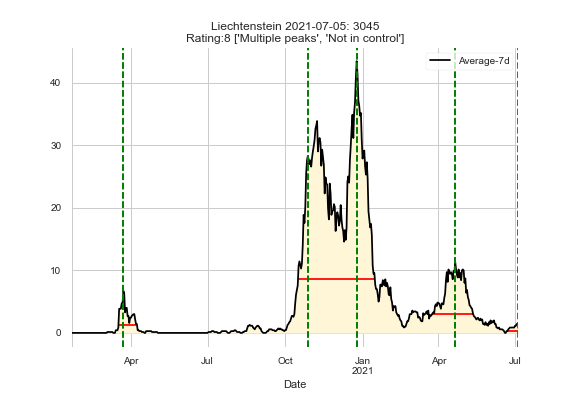 Liechtenstein 2021-07-05: 3045
Rating:8 ['Multiple peaks', 'Not in control']
Average-7d
40
30
20
10
0
Apr Jul Oct Jan Apr Jul
2021
Date